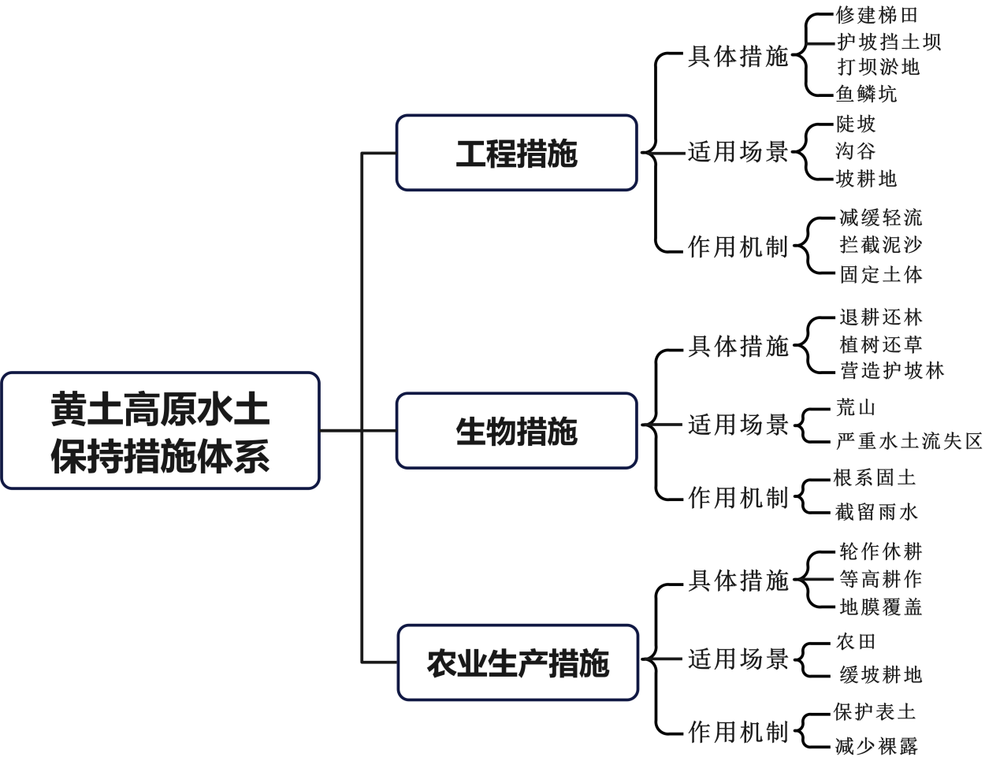 黄土高原水土
保持措施体系
工程措施
具体措施
修建梯田
护坡挡土坝
打坝淤地
鱼鳞坑
适用场景
陡坡
沟谷
坡耕地
作用机制
减缓轻流
拦截泥沙
固定土体
生物措施
具体措施
退耕还林
植树还草
营造护坡林
适用场景
荒山
严重水土流失区
作用机制
根系固土
截留雨水
农业生产措施
具体措施
轮作休耕
等高耕作
地膜覆盖
适用场景
农田
缓坡耕地
作用机制
保护表土
减少裸露